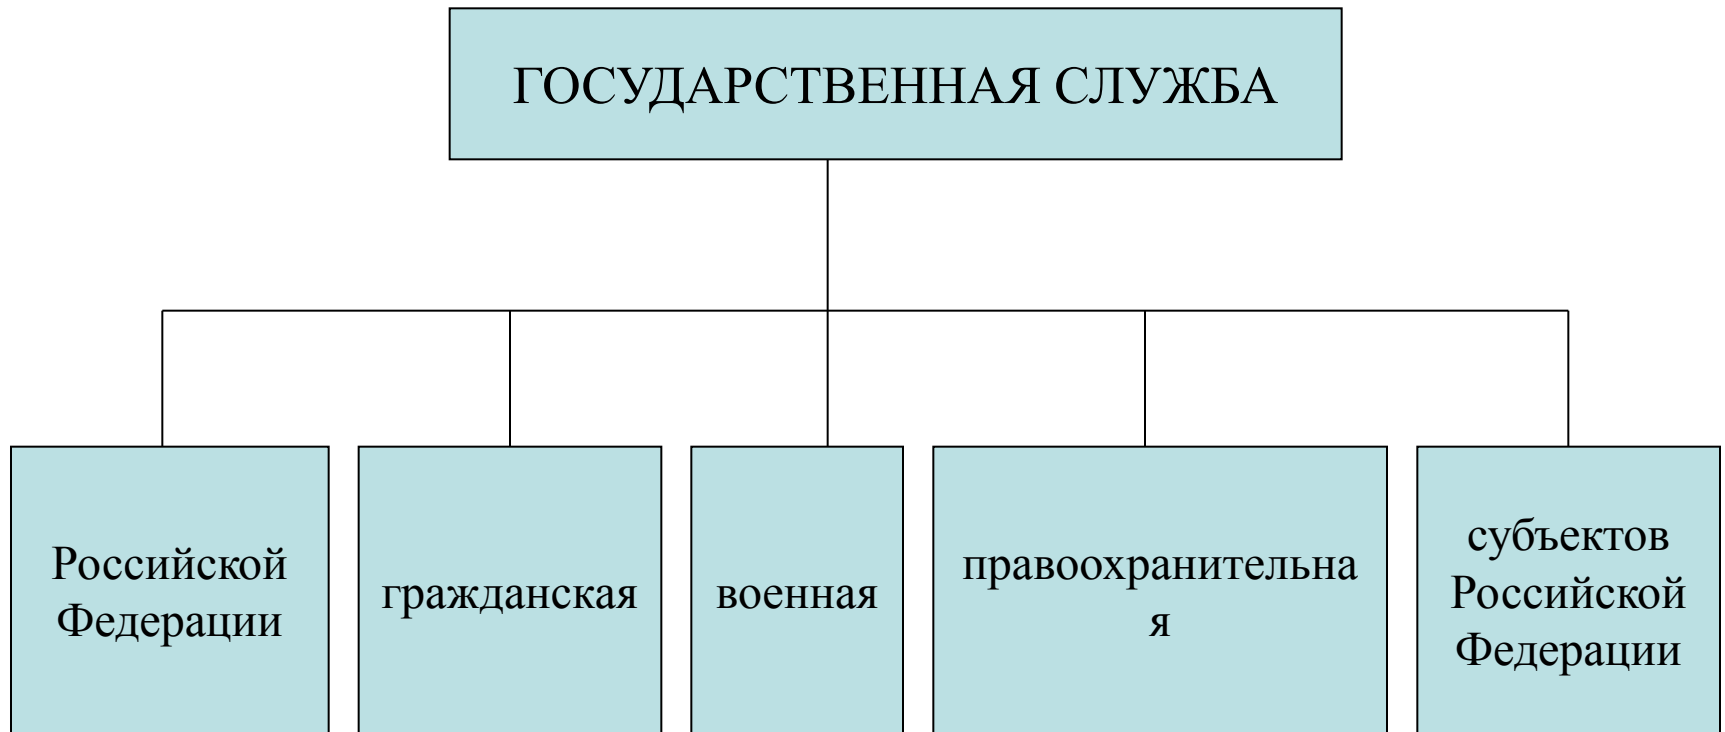 ГОСУДАРСТВЕННАЯ СЛУЖБА
Российской
Федерации
гражданская
военная
правоохранительна
я
субъектов
Российской
Федерации